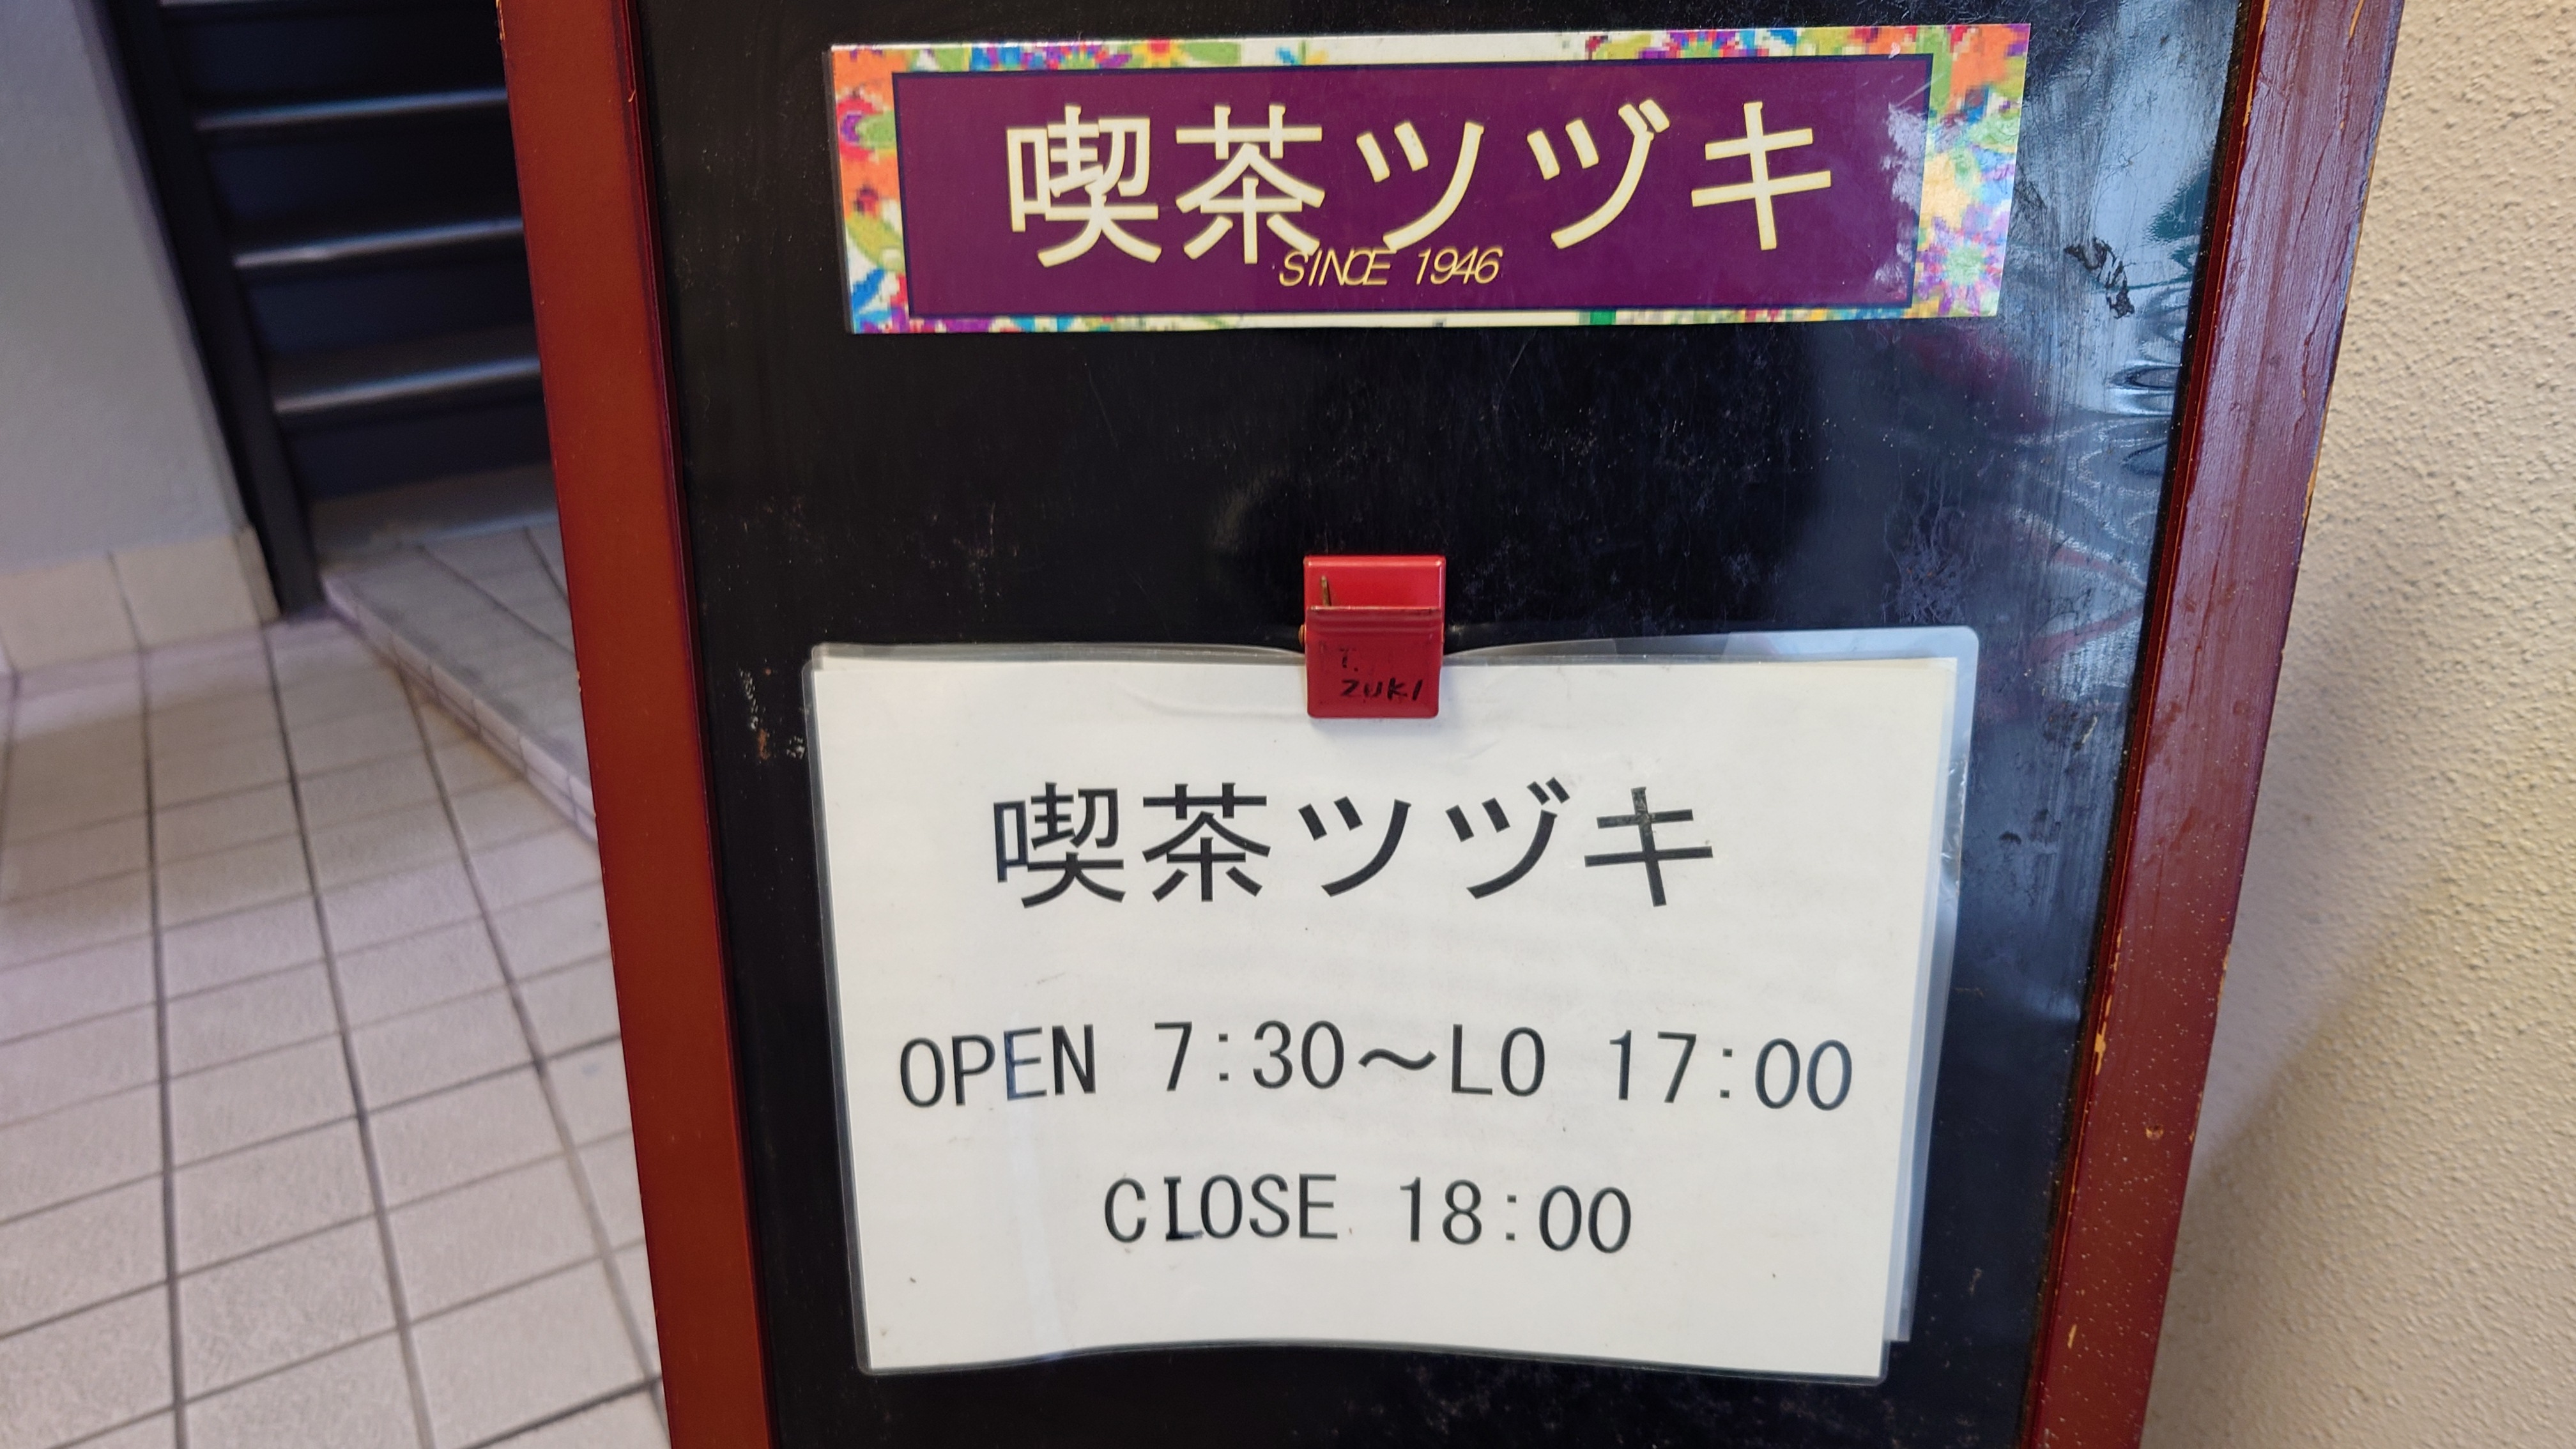 喫茶ツヅキ
SINCE 1946
ZUKI
喫茶ツヅキ
OPEN 7:30～LO 17:00
CLOSE 18:00